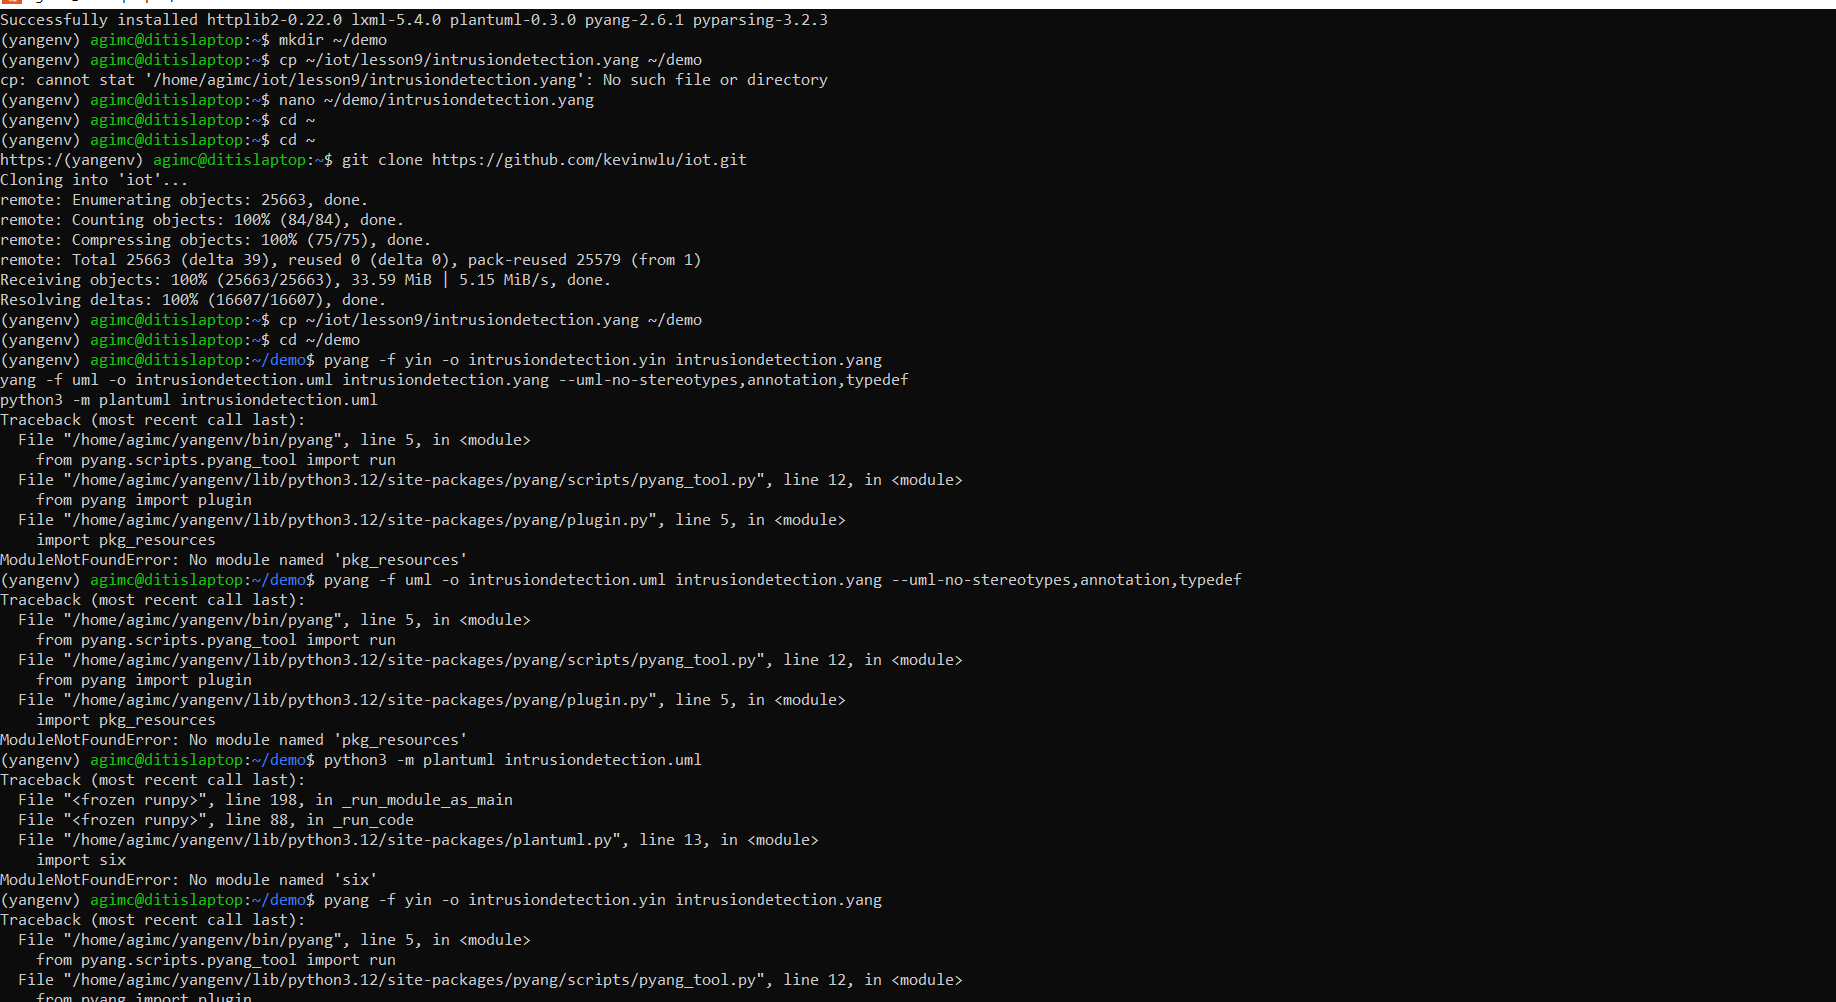 Successfully installed httplib2-0.22.0 lxml-5.4.0 plantuml-0.3.0 pyang-2.6.1 pyparsing-3.2.3
(yangenv) agimc@ditislaptop:~$ mkdir ~/demo
(yangenv) agimc@ditislaptop:~$ cp ~/iot/lesson9/intrusiondetection.yang ~/demo
cp: cannot stat '/home/agimc/iot/lesson9/intrusiondetection.yang': No such file or directory
(yangenv) agimc@ditislaptop:~$ nano ~/demo/intrusiondetection.yang
(yangenv) agimc@ditislaptop:~$ cd ~
(yangenv) agimc@ditislaptop:~$ cd ~
https:/(yangenv) agimc@ditislaptop:~$ git clone https://github.com/kevinwlu/iot.git
Cloning into 'iot'...
remote: Enumerating objects: 25663, done.
remote: Counting objects: 100% (84/84), done.
remote: Compressing objects: 100% (75/75), done.
remote: Total 25663 (delta 39), reused 0 (delta 0), pack-reused 25579 (from 1)
Receiving objects: 100% (25663/25663), 33.59 MiB | 5.15 MiB/s, done.
Resolving deltas: 100% (16607/16607), done.
(yangenv) agimc@ditislaptop:~$ cp ~/iot/lesson9/intrusiondetection.yang ~/demo
(yangenv) agimc@ditislaptop:~$ cd ~/demo
(yangenv) agimc@ditislaptop:~/demo$ pyang -f yin -o intrusiondetection.yin intrusiondetection.yang
yang -f uml -o intrusiondetection.uml intrusiondetection.yang --uml-no-stereotypes,annotation,typedef
python3 -m plantuml intrusiondetection.uml
Traceback (most recent call last):
  File "/home/agimc/yangenv/bin/pyang", line 5, in <module>
    from pyang.scripts.pyang_tool import run
  File "/home/agimc/yangenv/lib/python3.12/site-packages/pyang/scripts/pyang_tool.py", line 12, in <module>
    from pyang import plugin
  File "/home/agimc/yangenv/lib/python3.12/site-packages/pyang/plugin.py", line 5, in <module>
    import pkg_resources
ModuleNotFoundError: No module named 'pkg_resources'
(yangenv) agimc@ditislaptop:~/demo$ pyang -f uml -o intrusiondetection.uml intrusiondetection.yang --uml-no-stereotypes,annotation,typedef
Traceback (most recent call last):
  File "/home/agimc/yangenv/bin/pyang", line 5, in <module>
    from pyang.scripts.pyang_tool import run
  File "/home/agimc/yangenv/lib/python3.12/site-packages/pyang/scripts/pyang_tool.py", line 12, in <module>
    from pyang import plugin
  File "/home/agimc/yangenv/lib/python3.12/site-packages/pyang/plugin.py", line 5, in <module>
    import pkg_resources
ModuleNotFoundError: No module named 'pkg_resources'
(yangenv) agimc@ditislaptop:~/demo$ python3 -m plantuml intrusiondetection.uml
Traceback (most recent call last):
  File "<frozen runpy>", line 198, in _run_module_as_main
  File "<frozen runpy>", line 88, in _run_code
  File "/home/agimc/yangenv/lib/python3.12/site-packages/plantuml.py", line 13, in <module>
    import six
ModuleNotFoundError: No module named 'six'
(yangenv) agimc@ditislaptop:~/demo$ pyang -f yin -o intrusiondetection.yin intrusiondetection.yang
Traceback (most recent call last):
  File "/home/agimc/yangenv/bin/pyang", line 5, in <module>
    from pyang.scripts.pyang_tool import run
  File "/home/agimc/yangenv/lib/python3.12/site-packages/pyang/scripts/pyang_tool.py", line 12, in <module>
    from pyang import plugin